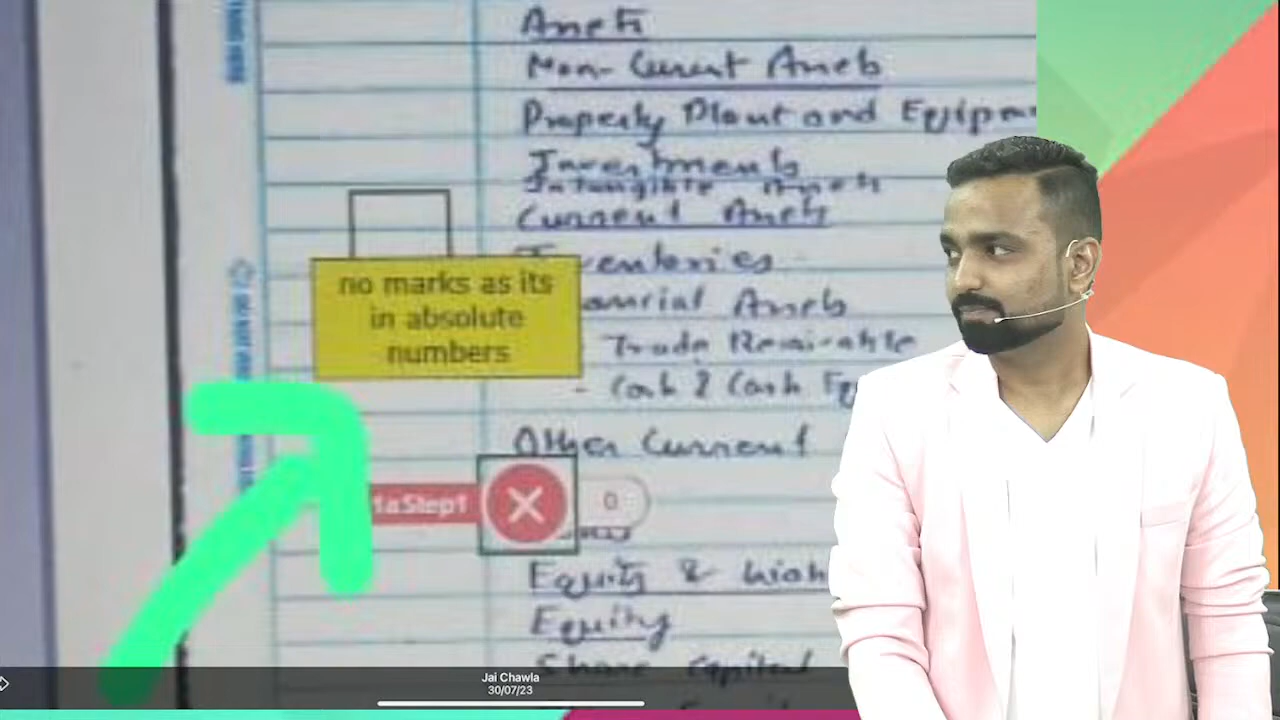 Assets
Non-Current Assets
Property Plant and Equipm
Investments
Intangible Assets
Current Assets
Inventories
no marks as its
in absolute
numbers
Financial Assets
Trade Receivable
- Cash & Cash Eq
Other Current
1aStep1
0
Equity & Liab
Equity
Share capital
Jai Chawla
30/07/23